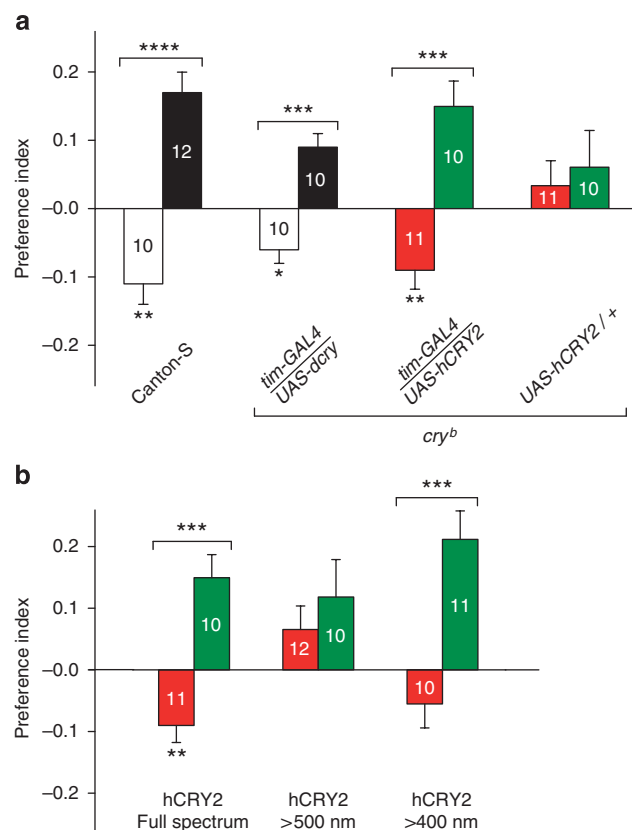 a
****
***
***
0.2
0.1
–0.0
–0.1
–0.2
Preference index
10
12
10
10
11
10
11
10
**
*
**
Canton-S
tim-GAL4
UAS-dcry
tim-GAL4
UAS-hCRY2
UAS-hCRY2 / +
cryᵇ
b
***
***
0.2
0.1
–0.0
–0.1
–0.2
Preference index
11
10
12
10
10
11
**
hCRY2
Full spectrum
hCRY2
>500 nm
hCRY2
>400 nm